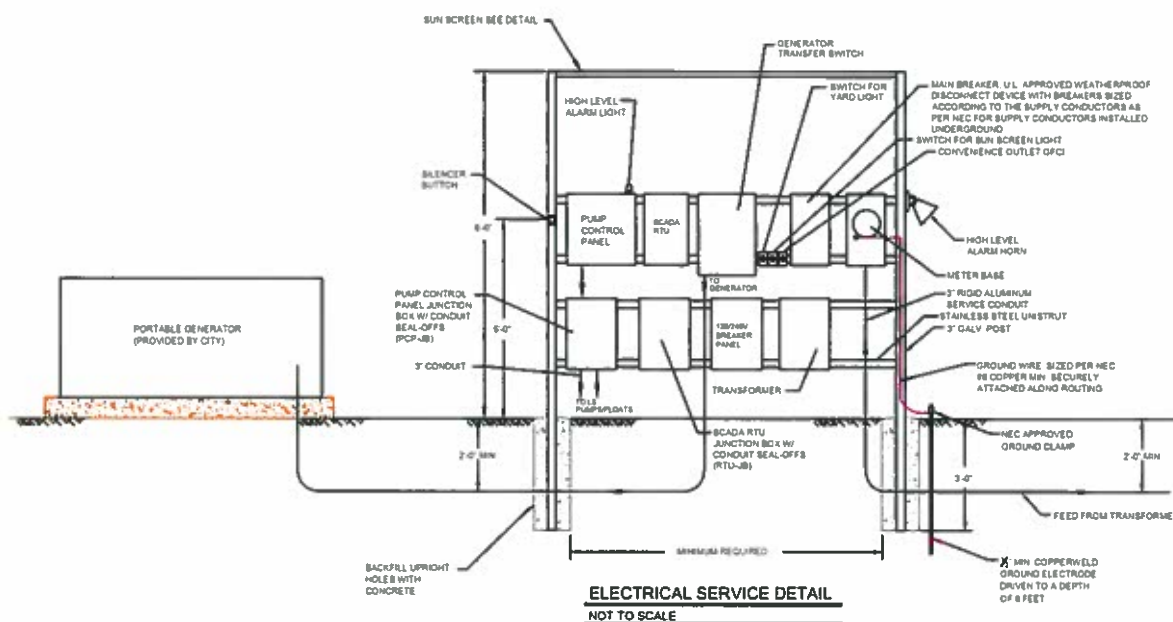 SUN SCREEN SEE DETAIL
GENERATOR
TRANSFER SWITCH
SWITCH FOR
YARD LIGHT
MAIN BREAKER, U.L. APPROVED WEATHERPROOF
DISCONNECT DEVICE WITH BREAKERS SIZED
ACCORDING TO THE SUPPLY CONDUCTORS AS
PER NEC FOR SUPPLY CONDUCTORS INSTALLED
UNDERGROUND
SWITCH FOR SUN SCREEN LIGHT
CONVENIENCE OUTLET GFCI
HIGH LEVEL
ALARM LIGHT
SILENCER
BUTTON
PUMP
CONTROL
PANEL
SCADA
RTU
HIGH LEVEL
ALARM HORN
METER BASE
TO
GENERATOR
3" RIGID ALUMINUM
SERVICE CONDUIT
STAINLESS STEEL UNISTRUT
3" GALV. POST
PORTABLE GENERATOR
(PROVIDED BY CITY)
PUMP CONTROL
PANEL JUNCTION
BOX W/ CONDUIT
SEAL-OFFS
(PCP-JB)
6'-0"
BREAKER
PANEL
3" CONDUIT
TRANSFORMER
GROUND WIRE SIZED PER NEC
COPPER MIN. SECURELY
ATTACHED ALONG ROUTING
TO LS
PUMPS/FLOATS
SCADA RTU
JUNCTION BOX W/
CONDUIT SEAL-OFFS
(RTU-JB)
NEC APPROVED
GROUND CLAMP
2'-0" MIN
3'-0"
2'-0" MIN
FEED FROM TRANSFORME
MINIMUM REQUIRED
BACKFILL UPRIGHT
HOLES WITH
CONCRETE
MIN COPPERWELD
GROUND ELECTRODE
DRIVEN TO A DEPTH
OF 8 FEET
ELECTRICAL SERVICE DETAIL
NOT TO SCALE